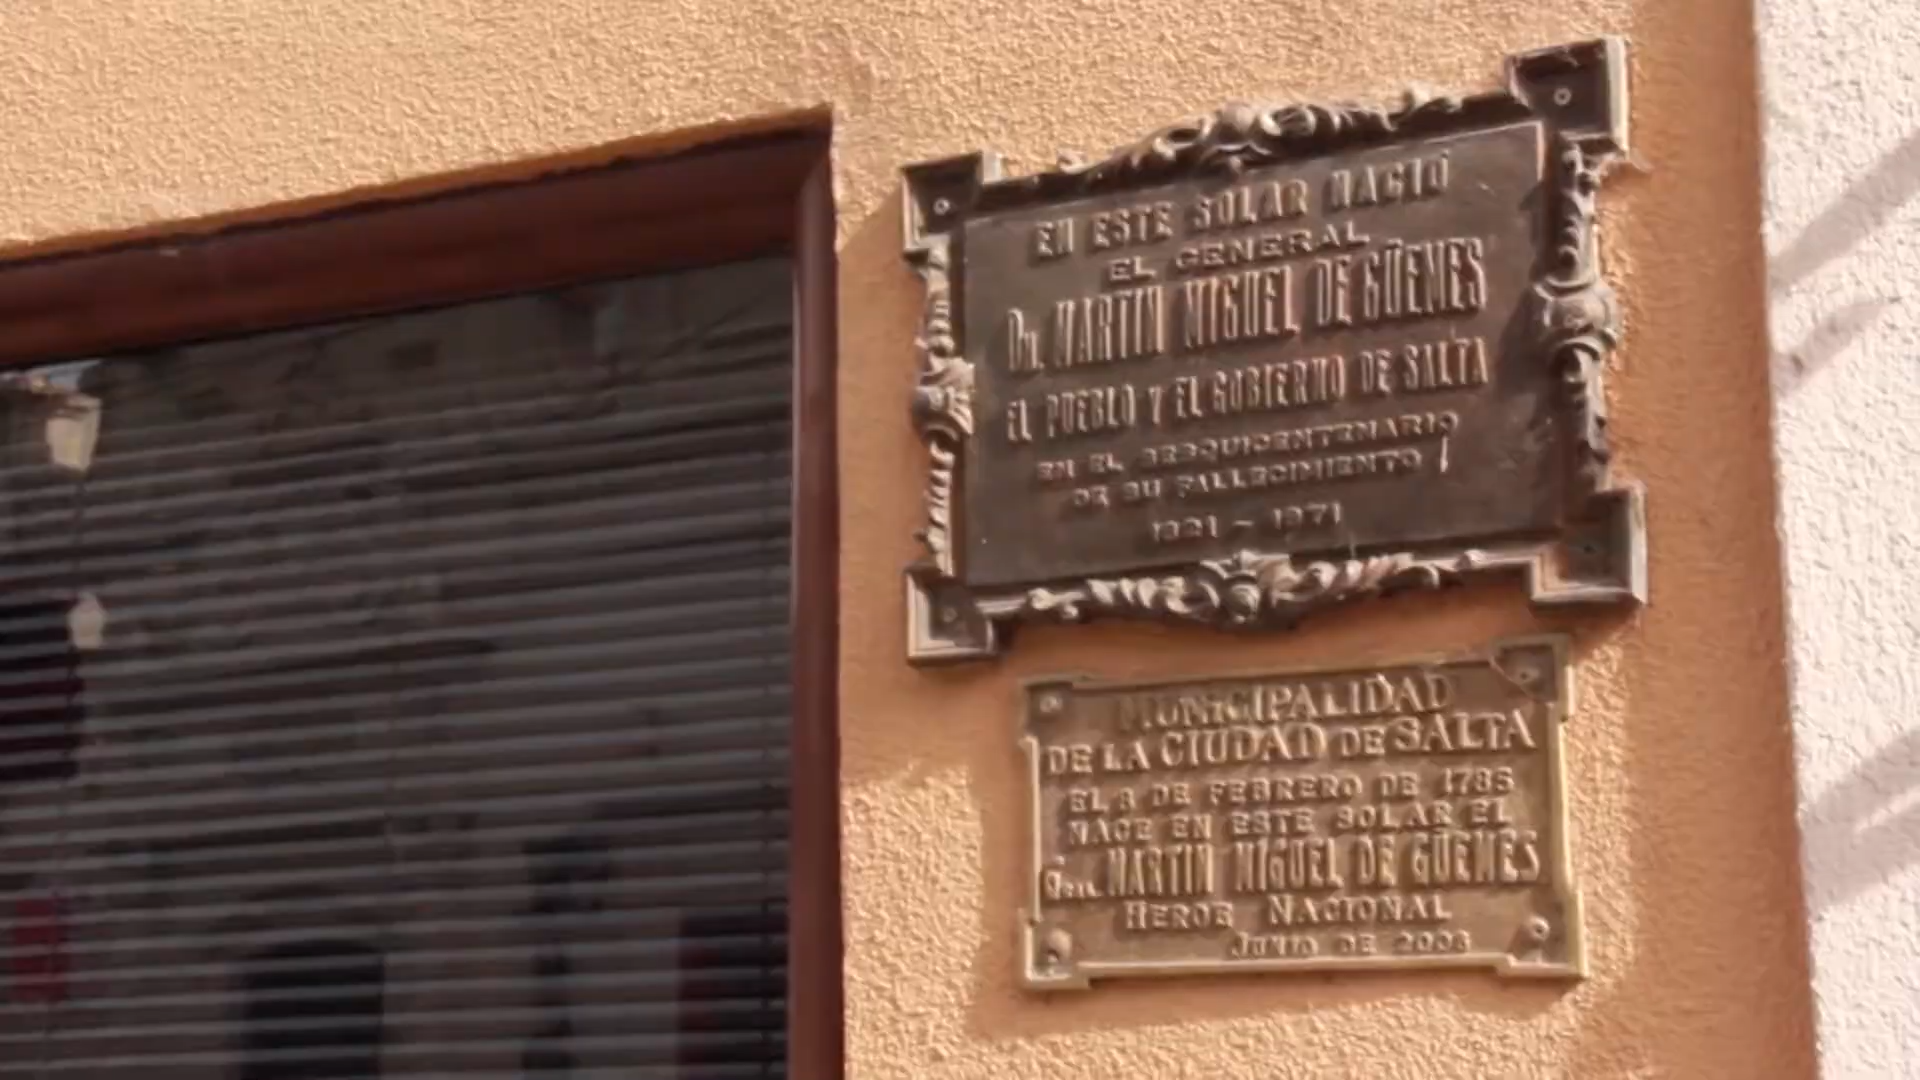 EN ESTE SOLAR NACIÓ
EL GENERAL
Dn. MARTIN MIGUEL DE GÜEMES
EL PUEBLO Y EL GOBIERNO DE SALTA
EN EL SESQUICENTENARIO
DE SU FALLECIMIENTO
1821 - 1971
MUNICIPALIDAD
DE LA CIUDAD DE SALTA
EL 8 DE FEBRERO DE 1785
NACE EN ESTE SOLAR EL
Gral. MARTIN MIGUEL DE GÜEMES
HEROE NACIONAL
JUNIO DE